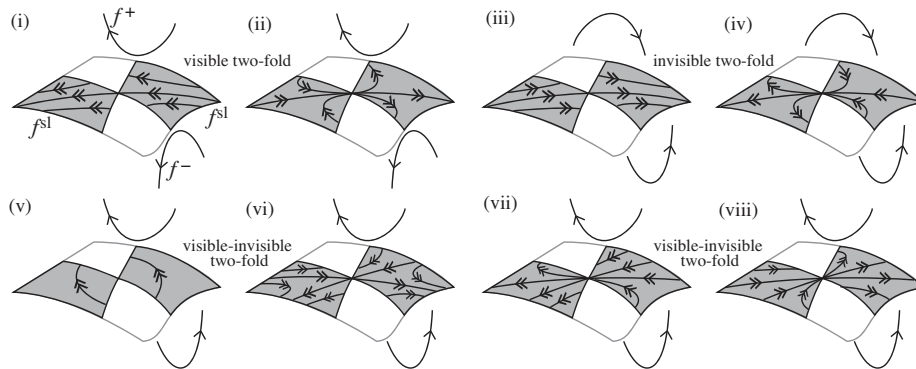 (i) f+ (ii) (iii) (iv)
visible two-fold invisible two-fold
fsl fsl
f−
(v) (vi) (vii) (viii)
visible-invisible visible-invisible
two-fold two-fold